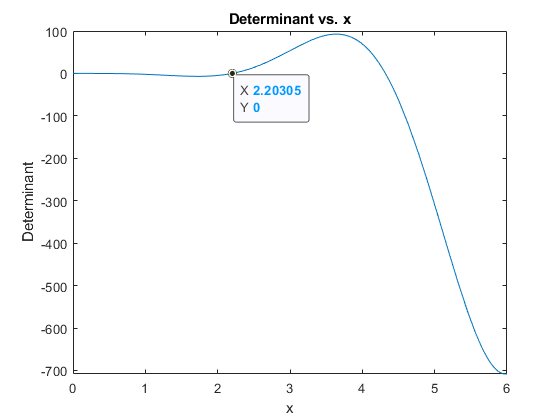 Determinant vs. x
100
0
-100
-200
-300
-400
-500
-600
-700
Determinant
X 2.20305
Y 0
0 1 2 3 4 5 6
x